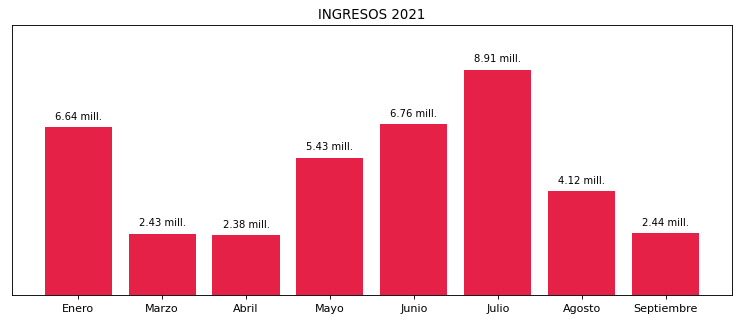 INGRESOS 2021
8.91 mill.
6.64 mill.
6.76 mill.
5.43 mill.
4.12 mill.
2.43 mill.
2.38 mill.
2.44 mill.
Enero Marzo Abril Mayo Junio Julio Agosto Septiembre